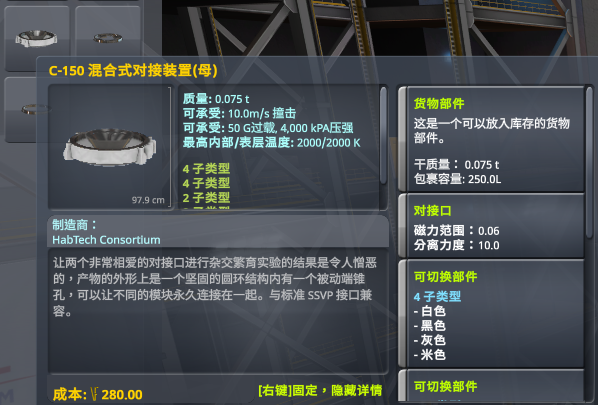 C-150 混合式对接装置(母)
质量: 0.075 t
可承受: 10.0m/s 撞击
可承受: 50 G过载, 4,000 kPa压强
最高内部/表层温度: 2000/2000 K
4 子类型
4 子类型
2 子类型
97.9 cm
制造商：
HabTech Consortium
让两个非常相爱的对接口进行杂交繁育实验的结果是令人憎恶
的，产物的外形上是一个坚固的圆环结构内有一个被动端锥
孔，可以让不同的模块永久连接在一起。与标准 SSVP 接口兼
容。
成本: 280.00
[右键]固定，隐藏详情
货物部件
这是一个可以放入库存的货物
部件。
干质量： 0.075 t
包裹容量: 250.0L
对接口
磁力范围：0.06
分离力度：10.0
可切换部件
4 子类型
- 白色
- 黑色
- 灰色
- 米色
可切换部件